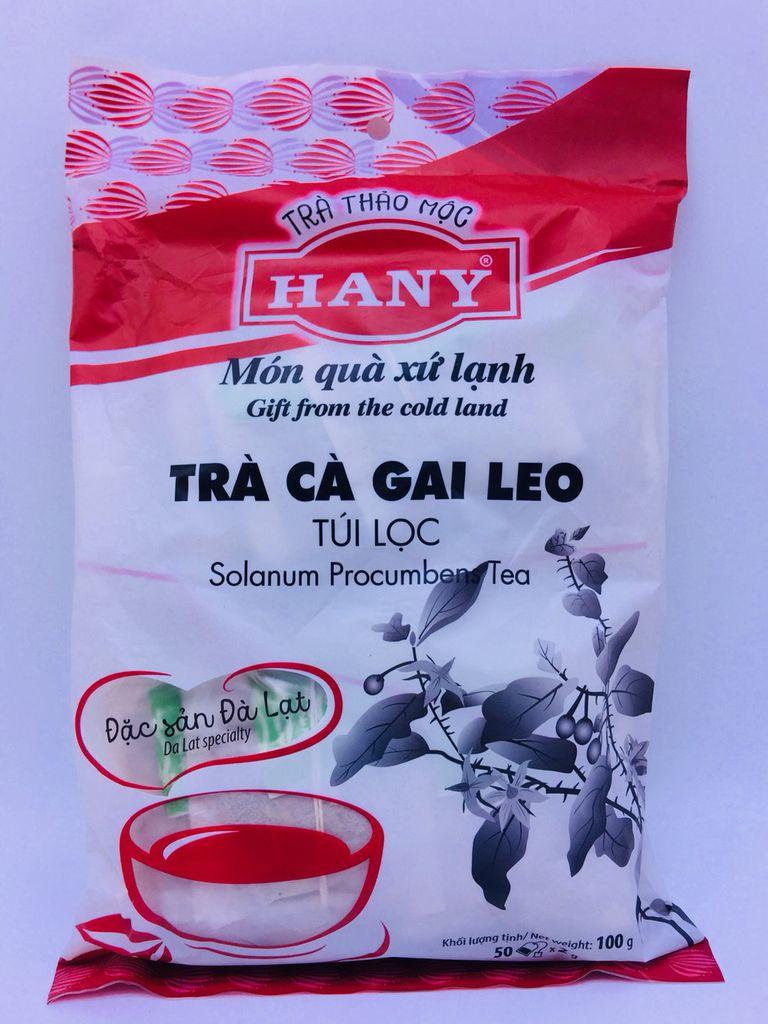 TRÀ THẢO MỘC
HANY®
Món quà xứ lạnh
Gift from the cold land
TRÀ CÀ GAI LEO
TÚI LỌC
Solanum Procumbens Tea
Đặc sản Đà Lạt
Da Lat specialty
Khối lượng tịnh/ Net weight: 100 g
50 x 2 g